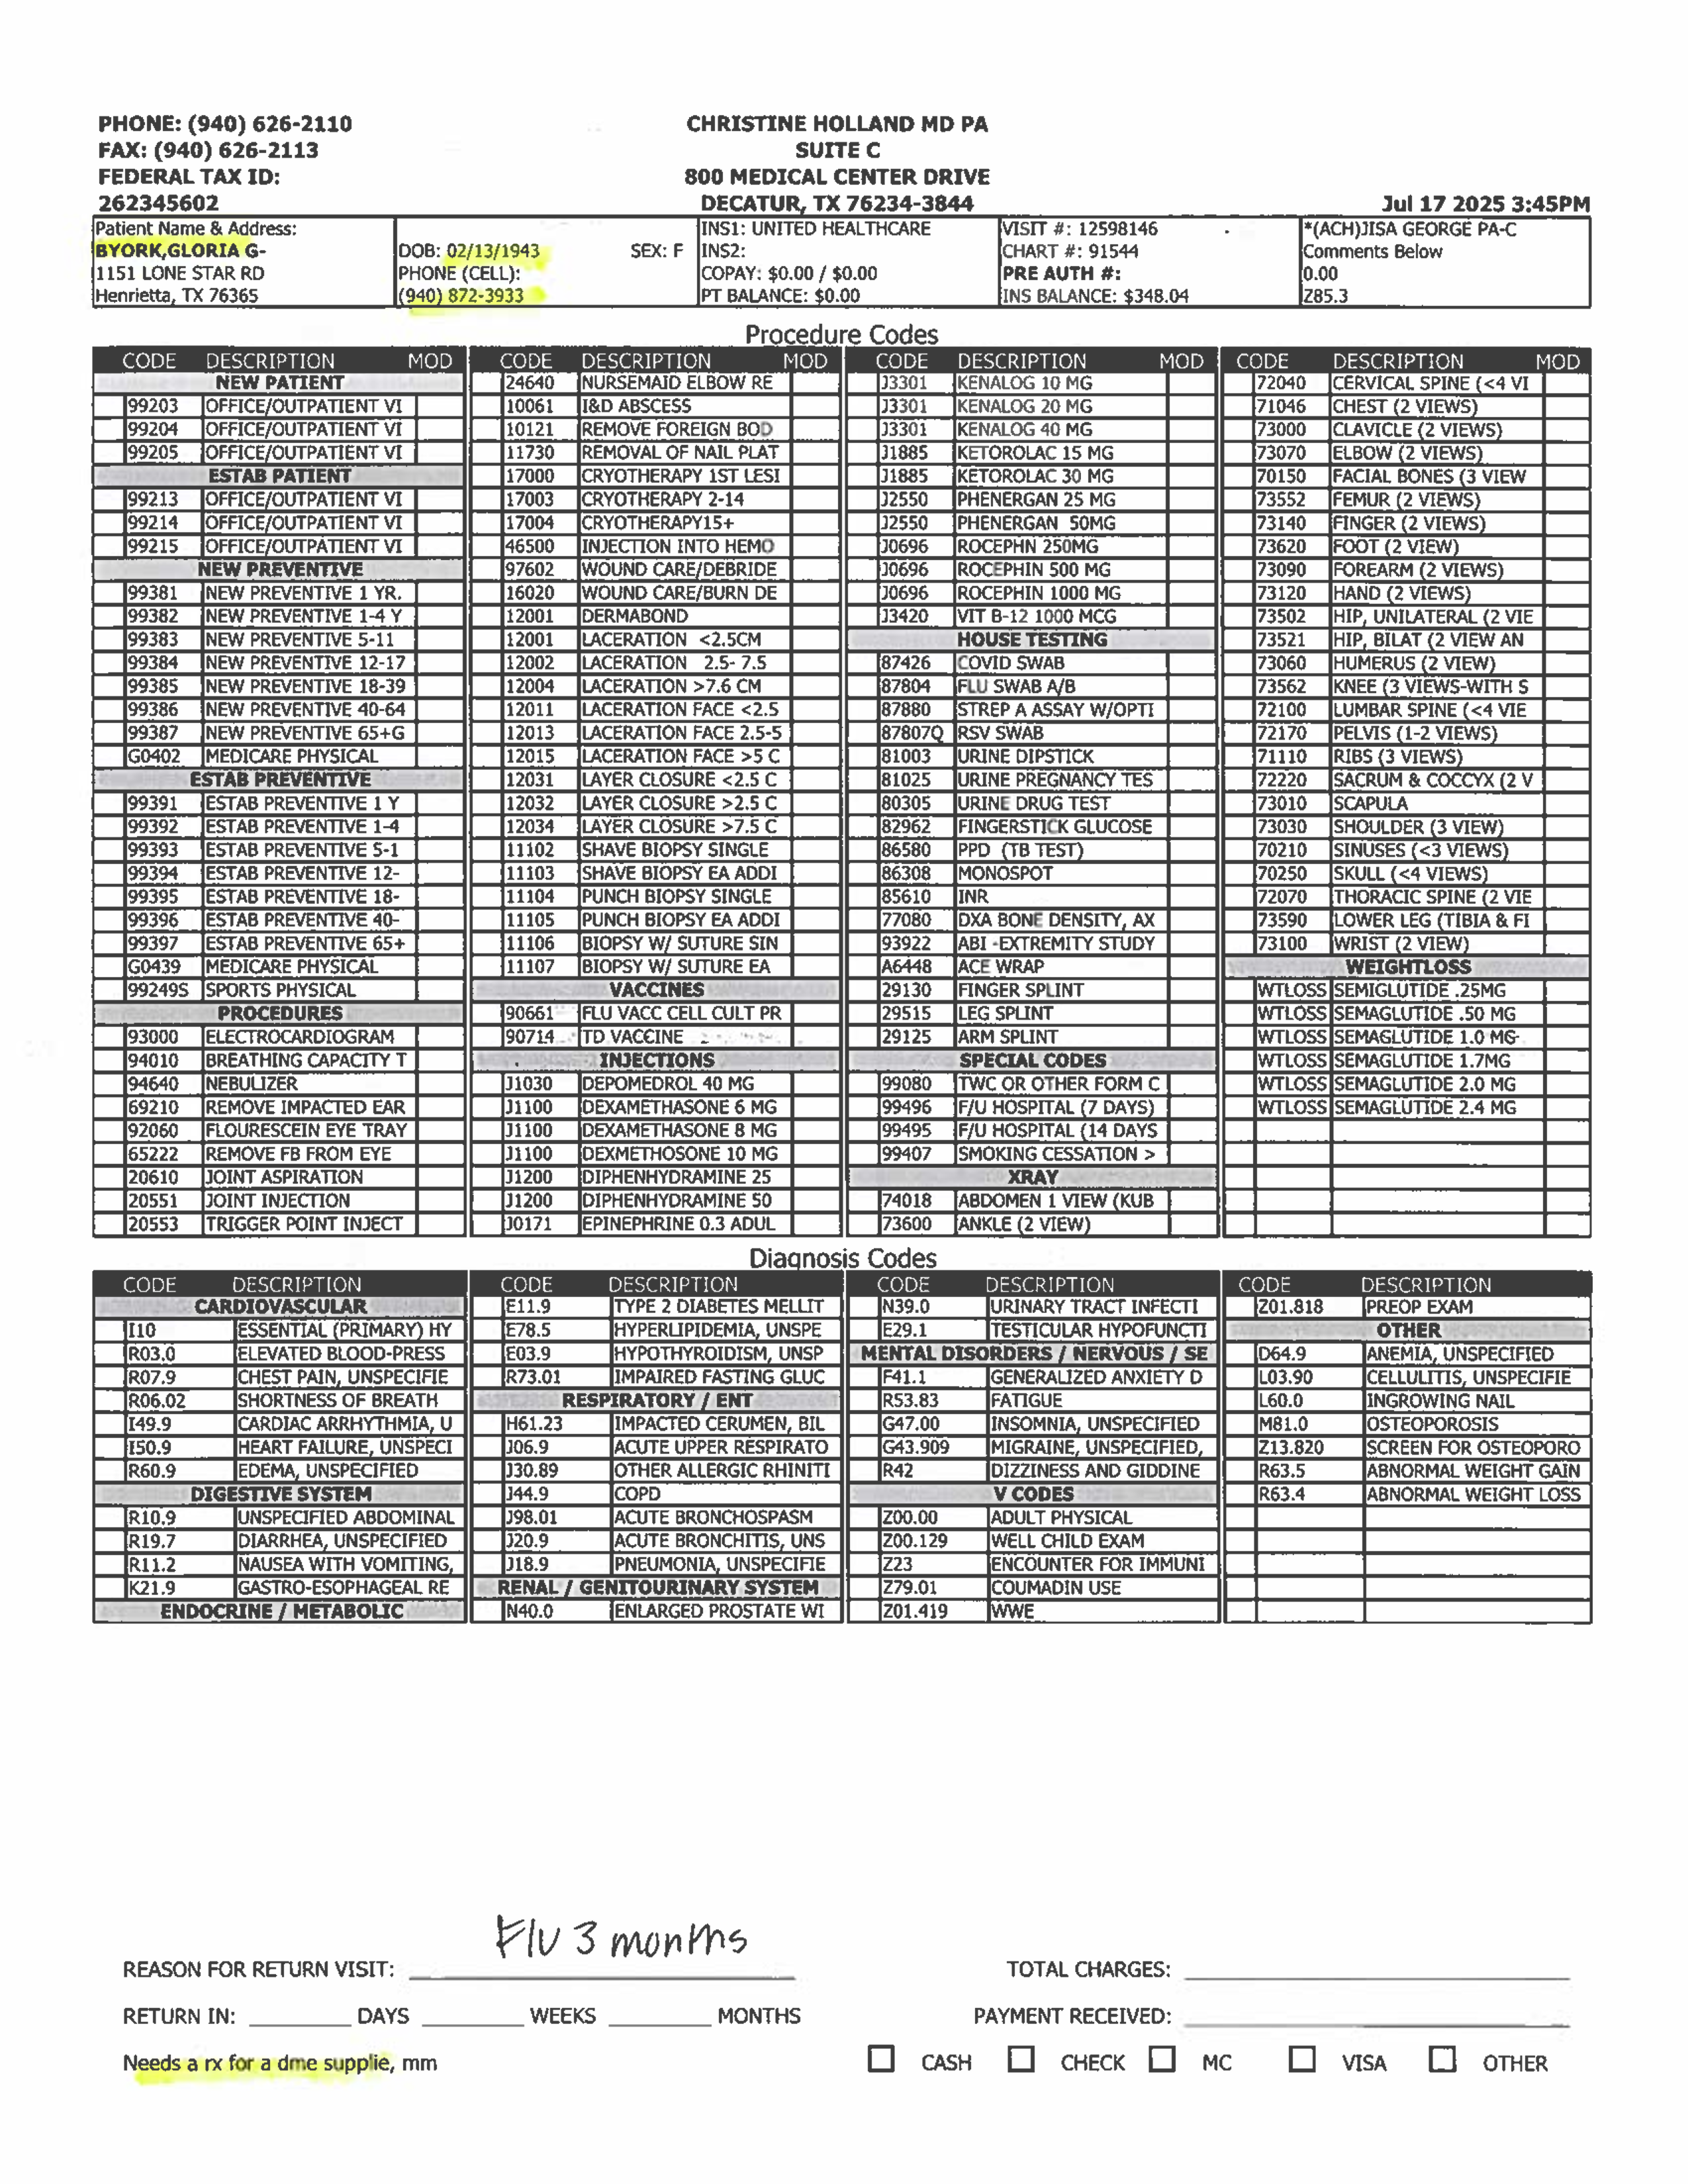 PHONE: (940) 626-2110
FAX: (940) 626-2113
FEDERAL TAX ID:
262345602
CHRISTINE HOLLAND MD PA
SUITE C
800 MEDICAL CENTER DRIVE
DECATUR, TX 76234-3844
Jul 17 2025 3:45PM
Patient Name & Address:
BYORK,GLORIA G-
1151 LONE STAR RD
Henrietta, TX 76365
DOB: 02/13/1943 SEX: F
PHONE (CELL):
(940) 872-3933
INS1: UNITED HEALTHCARE
INS2:
COPAY: $0.00 / $0.00
PT BALANCE: $0.00
VISIT #: 12598146
CHART #: 91544
PRE AUTH #:
INS BALANCE: $348.04
*(ACH)JISA GEORGE PA-C
Comments Below
0.00
Z85.3
Procedure Codes
CODE DESCRIPTION MOD
NEW PATIENT
99203 OFFICE/OUTPATIENT VI
99204 OFFICE/OUTPATIENT VI
99205 OFFICE/OUTPATIENT VI
ESTAB PATIENT
99213 OFFICE/OUTPATIENT VI
99214 OFFICE/OUTPATIENT VI
99215 OFFICE/OUTPATIENT VI
NEW PREVENTIVE
99381 NEW PREVENTIVE 1 YR.
99382 NEW PREVENTIVE 1-4 Y
99383 NEW PREVENTIVE 5-11
99384 NEW PREVENTIVE 12-17
99385 NEW PREVENTIVE 18-39
99386 NEW PREVENTIVE 40-64
99387 NEW PREVENTIVE 65+G
G0402 MEDICARE PHYSICAL
ESTAB PREVENTIVE
99391 ESTAB PREVENTIVE 1 Y
99392 ESTAB PREVENTIVE 1-4
99393 ESTAB PREVENTIVE 5-1
99394 ESTAB PREVENTIVE 12-
99395 ESTAB PREVENTIVE 18-
99396 ESTAB PREVENTIVE 40-
99397 ESTAB PREVENTIVE 65+
G0439 MEDICARE PHYSICAL
99249S SPORTS PHYSICAL
PROCEDURES
93000 ELECTROCARDIOGRAM
94010 BREATHING CAPACITY T
94640 NEBULIZER
69210 REMOVE IMPACTED EAR
92060 FLOURESCEIN EYE TRAY
65222 REMOVE FB FROM EYE
20610 JOINT ASPIRATION
20551 JOINT INJECTION
20553 TRIGGER POINT INJECT
CODE DESCRIPTION MOD
24640 NURSEMAID ELBOW RE
10061 I&D ABSCESS
10121 REMOVE FOREIGN BOD
11730 REMOVAL OF NAIL PLAT
17000 CRYOTHERAPY 1ST LESI
17003 CRYOTHERAPY 2-14
17004 CRYOTHERAPY15+
46500 INJECTION INTO HEMO
97602 WOUND CARE/DEBRIDE
16020 WOUND CARE/BURN DE
12001 DERMABOND
12001 LACERATION <2.5CM
12002 LACERATION 2.5- 7.5
12004 LACERATION >7.6 CM
12011 LACERATION FACE <2.5
12013 LACERATION FACE 2.5-5
12015 LACERATION FACE >5 C
12031 LAYER CLOSURE <2.5 C
12032 LAYER CLOSURE >2.5 C
12034 LAYER CLOSURE >7.5 C
11102 SHAVE BIOPSY SINGLE
11103 SHAVE BIOPSY EA ADDI
11104 PUNCH BIOPSY SINGLE
11105 PUNCH BIOPSY EA ADDI
11106 BIOPSY W/ SUTURE SIN
11107 BIOPSY W/ SUTURE EA
VACCINES
90661 FLU VACC CELL CULT PR
90714 TD VACCINE
INJECTIONS
J1030 DEPOMEDROL 40 MG
J1100 DEXAMETHASONE 6 MG
J1100 DEXAMETHASONE 8 MG
J1100 DEXMETHOSONE 10 MG
J1200 DIPHENHYDRAMINE 25
J1200 DIPHENHYDRAMINE 50
J0171 EPINEPHRINE 0.3 ADUL
CODE DESCRIPTION MOD
J3301 KENALOG 10 MG
J3301 KENALOG 20 MG
J3301 KENALOG 40 MG
J1885 KETOROLAC 15 MG
J1885 KETOROLAC 30 MG
J2550 PHENERGAN 25 MG
J2550 PHENERGAN 50MG
J0696 ROCEPHN 250MG
J0696 ROCEPHIN 500 MG
J0696 ROCEPHIN 1000 MG
J3420 VIT B-12 1000 MCG
HOUSE TESTING
87426 COVID SWAB
87804 FLU SWAB A/B
87880 STREP A ASSAY W/OPTI
87807Q RSV SWAB
81003 URINE DIPSTICK
81025 URINE PREGNANCY TES
80305 URINE DRUG TEST
82962 FINGERSTICK GLUCOSE
86580 PPD (TB TEST)
86308 MONOSPOT
85610 INR
77080 DXA BONE DENSITY, AX
93922 ABI -EXTREMITY STUDY
A6448 ACE WRAP
29130 FINGER SPLINT
29515 LEG SPLINT
29125 ARM SPLINT
SPECIAL CODES
99080 TWC OR OTHER FORM C
99496 F/U HOSPITAL (7 DAYS)
99495 F/U HOSPITAL (14 DAYS
99407 SMOKING CESSATION >
XRAY
74018 ABDOMEN 1 VIEW (KUB
73600 ANKLE (2 VIEW)
CODE DESCRIPTION MOD
72040 CERVICAL SPINE (<4 VI
71046 CHEST (2 VIEWS)
73000 CLAVICLE (2 VIEWS)
73070 ELBOW (2 VIEWS)
70150 FACIAL BONES (3 VIEW
73552 FEMUR (2 VIEWS)
73140 FINGER (2 VIEWS)
73620 FOOT (2 VIEW)
73090 FOREARM (2 VIEWS)
73120 HAND (2 VIEWS)
73502 HIP, UNILATERAL (2 VIE
73521 HIP, BILAT (2 VIEW AN
73060 HUMERUS (2 VIEW)
73562 KNEE (3 VIEWS-WITH S
72100 LUMBAR SPINE (<4 VIE
72170 PELVIS (1-2 VIEWS)
71110 RIBS (3 VIEWS)
72220 SACRUM & COCCYX (2 V
73010 SCAPULA
73030 SHOULDER (3 VIEW)
70210 SINUSES (<3 VIEWS)
70250 SKULL (<4 VIEWS)
72070 THORACIC SPINE (2 VIE
73590 LOWER LEG (TIBIA & FI
73100 WRIST (2 VIEW)
WEIGHTLOSS
WTLOSS SEMIGLUTIDE .25MG
WTLOSS SEMAGLUTIDE .50 MG
WTLOSS SEMAGLUTIDE 1.0 MG
WTLOSS SEMAGLUTIDE 1.7MG
WTLOSS SEMAGLUTIDE 2.0 MG
WTLOSS SEMAGLUTIDE 2.4 MG
Diagnosis Codes
CODE DESCRIPTION
CARDIOVASCULAR
I10 ESSENTIAL (PRIMARY) HY
R03.0 ELEVATED BLOOD-PRESS
R07.9 CHEST PAIN, UNSPECIFIE
R06.02 SHORTNESS OF BREATH
I49.9 CARDIAC ARRHYTHMIA, U
I50.9 HEART FAILURE, UNSPECI
R60.9 EDEMA, UNSPECIFIED
DIGESTIVE SYSTEM
R10.9 UNSPECIFIED ABDOMINAL
R19.7 DIARRHEA, UNSPECIFIED
R11.2 NAUSEA WITH VOMITING,
K21.9 GASTRO-ESOPHAGEAL RE
ENDOCRINE / METABOLIC
CODE DESCRIPTION
E11.9 TYPE 2 DIABETES MELLIT
E78.5 HYPERLIPIDEMIA, UNSPE
E03.9 HYPOTHYROIDISM, UNSP
R73.01 IMPAIRED FASTING GLUC
RESPIRATORY / ENT
H61.23 IMPACTED CERUMEN, BIL
J06.9 ACUTE UPPER RESPIRATO
J30.89 OTHER ALLERGIC RHINITI
J44.9 COPD
J98.01 ACUTE BRONCHOSPASM
J20.9 ACUTE BRONCHITIS, UNS
J18.9 PNEUMONIA, UNSPECIFIE
RENAL / GENITOURINARY SYSTEM
N40.0 ENLARGED PROSTATE WI
CODE DESCRIPTION
N39.0 URINARY TRACT INFECTI
E29.1 TESTICULAR HYPOFUNCTI
MENTAL DISORDERS / NERVOUS / SE
F41.1 GENERALIZED ANXIETY D
R53.83 FATIGUE
G47.00 INSOMNIA, UNSPECIFIED
G43.909 MIGRAINE, UNSPECIFIED,
R42 DIZZINESS AND GIDDINE
V CODES
Z00.00 ADULT PHYSICAL
Z00.129 WELL CHILD EXAM
Z23 ENCOUNTER FOR IMMUNI
Z79.01 COUMADIN USE
Z01.419 WWE
CODE DESCRIPTION
Z01.818 PREOP EXAM
OTHER
D64.9 ANEMIA, UNSPECIFIED
L03.90 CELLULITIS, UNSPECIFIE
L60.0 INGROWING NAIL
M81.0 OSTEOPOROSIS
Z13.820 SCREEN FOR OSTEOPORO
R63.5 ABNORMAL WEIGHT GAIN
R63.4 ABNORMAL WEIGHT LOSS
REASON FOR RETURN VISIT: F/U 3 months
TOTAL CHARGES:
RETURN IN: DAYS WEEKS MONTHS
PAYMENT RECEIVED:
Needs a rx for a dme supplie, mm
CASH CHECK MC VISA OTHER